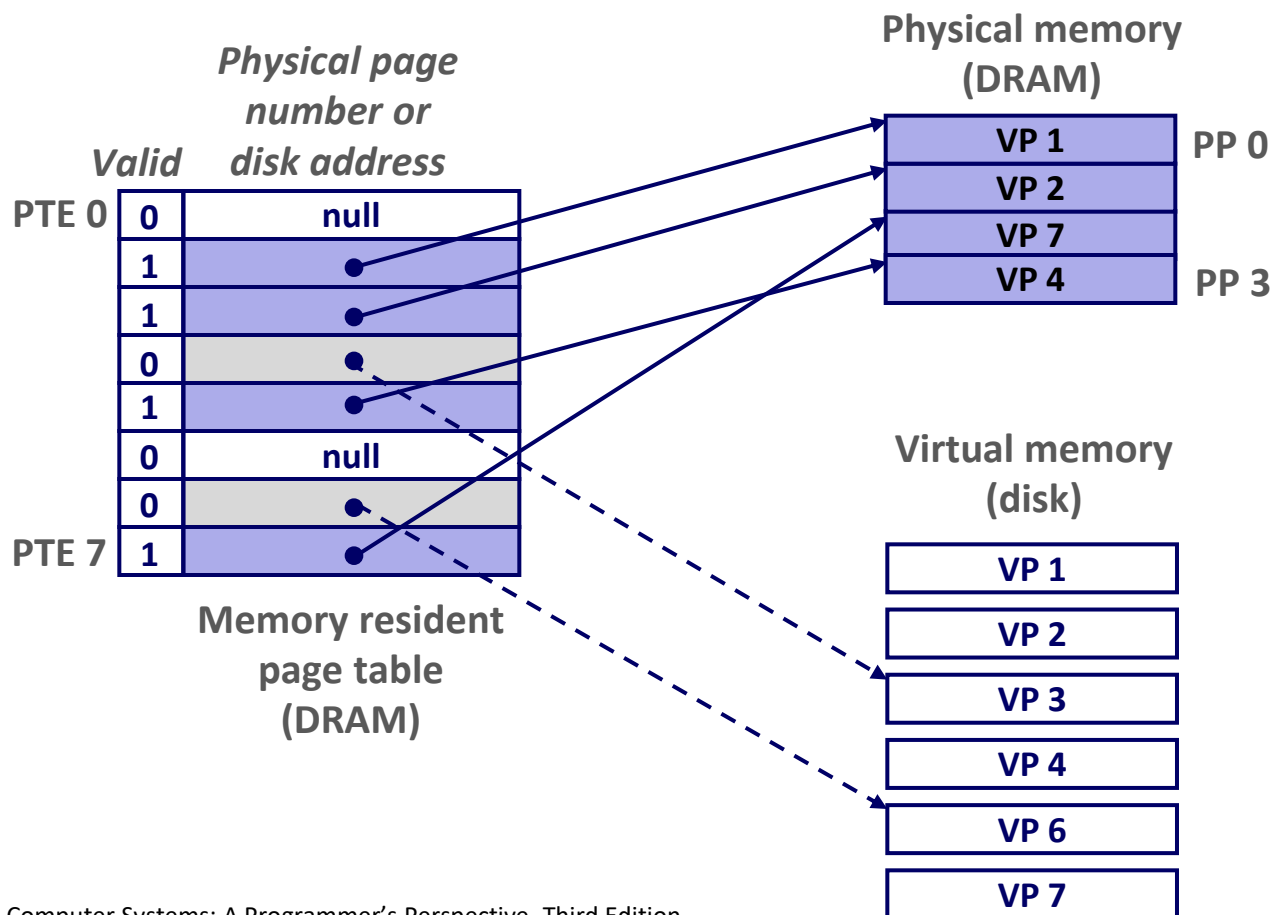 Physical memory
(DRAM)
Physical page
number or
disk address
Valid
PTE 0
0
null
1
1
0
1
0
null
0
PTE 7
1
Memory resident
page table
(DRAM)
VP 1
PP 0
VP 2
VP 7
VP 4
PP 3
Virtual memory
(disk)
VP 1
VP 2
VP 3
VP 4
VP 6
VP 7